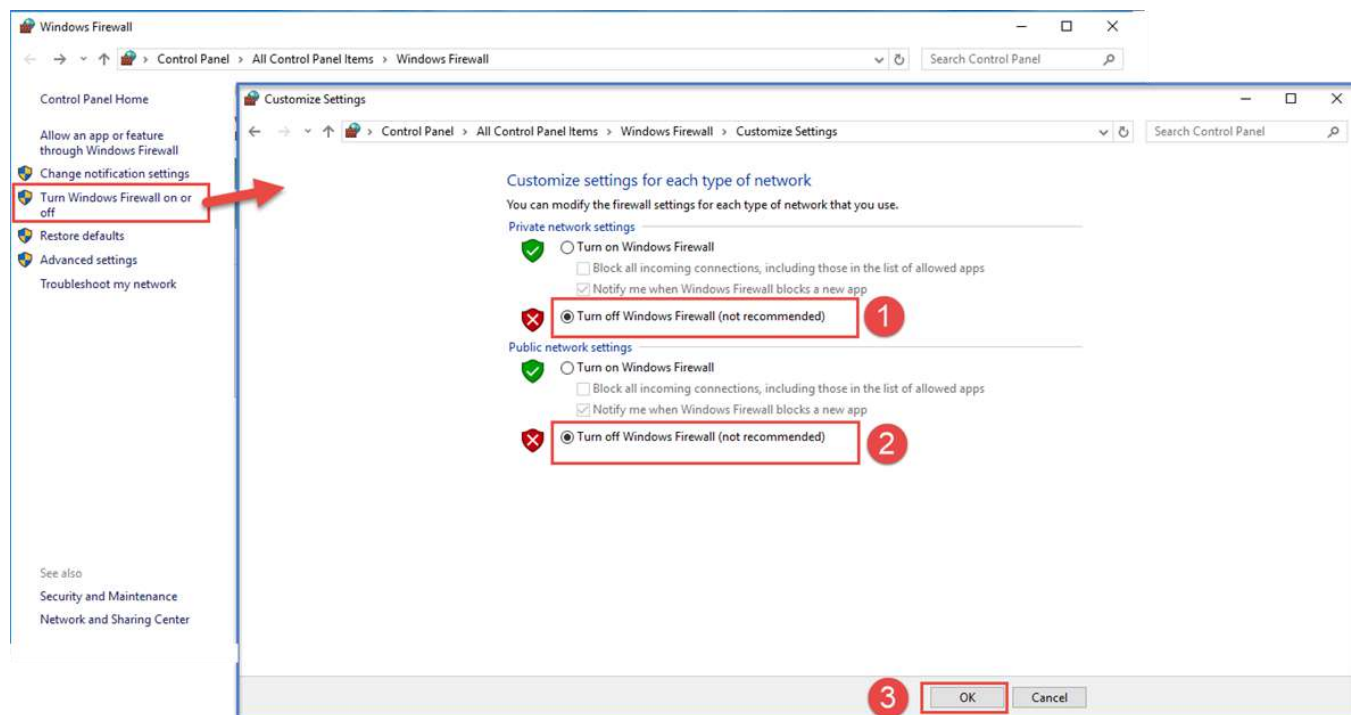 Windows Firewall
Control Panel > All Control Panel Items > Windows Firewall
Search Control Panel
Control Panel Home
Allow an app or feature
through Windows Firewall
Change notification settings
Turn Windows Firewall on or
off
Restore defaults
Advanced settings
Troubleshoot my network
See also
Security and Maintenance
Network and Sharing Center
Customize Settings
Control Panel > All Control Panel Items > Windows Firewall > Customize Settings
Search Control Panel
Customize settings for each type of network
You can modify the firewall settings for each type of network that you use.
Private network settings
Turn on Windows Firewall
Block all incoming connections, including those in the list of allowed apps
Notify me when Windows Firewall blocks a new app
Turn off Windows Firewall (not recommended)
1
Public network settings
Turn on Windows Firewall
Block all incoming connections, including those in the list of allowed apps
Notify me when Windows Firewall blocks a new app
Turn off Windows Firewall (not recommended)
2
3
OK
Cancel